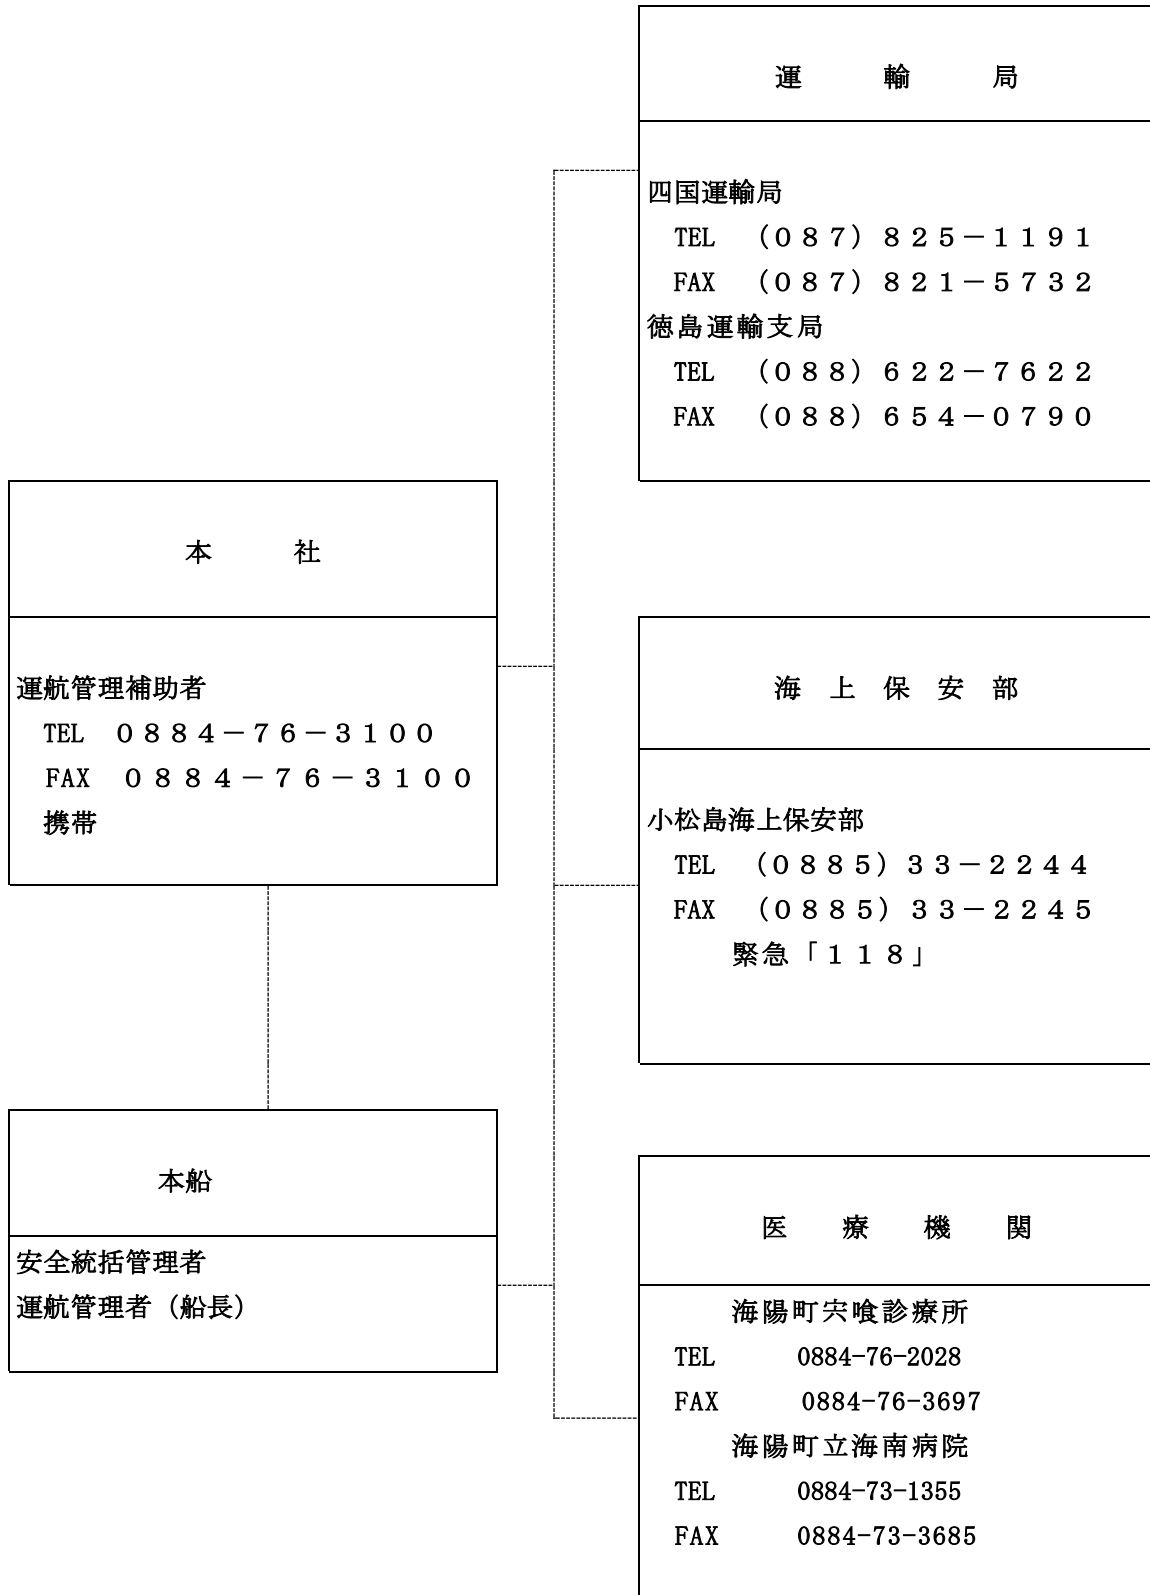 運輸局
四国運輸局
TEL （０８７）８２５－１１９１
FAX （０８７）８２１－５７３２
徳島運輸支局
TEL （０８８）６２２－７６２２
FAX （０８８）６５４－０７９０
本社
運航管理補助者
TEL ０８８４－７６－３１００
FAX ０８８４－７６－３１００
携帯
海上保安部
小松島海上保安部
TEL （０８８５）３３－２２４４
FAX （０８８５）３３－２２４５
緊急「１１８」
本船
安全統括管理者
運航管理者（船長）
医療機関
海陽町宍喰診療所
TEL 0884-76-2028
FAX 0884-76-3697
海陽町立海南病院
TEL 0884-73-1355
FAX 0884-73-3685